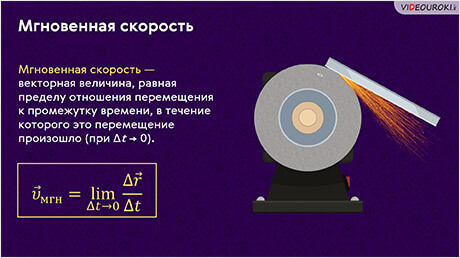 VIDEOUROKI.
Мгновенная скорость
Мгновенная скорость —
векторная величина, равная
пределу отношения перемещения
к промежутку времени, в течение
которого это перемещение
произошло (при Δt → 0).
v⃗мгн = lim Δt→0 Δr⃗/Δt